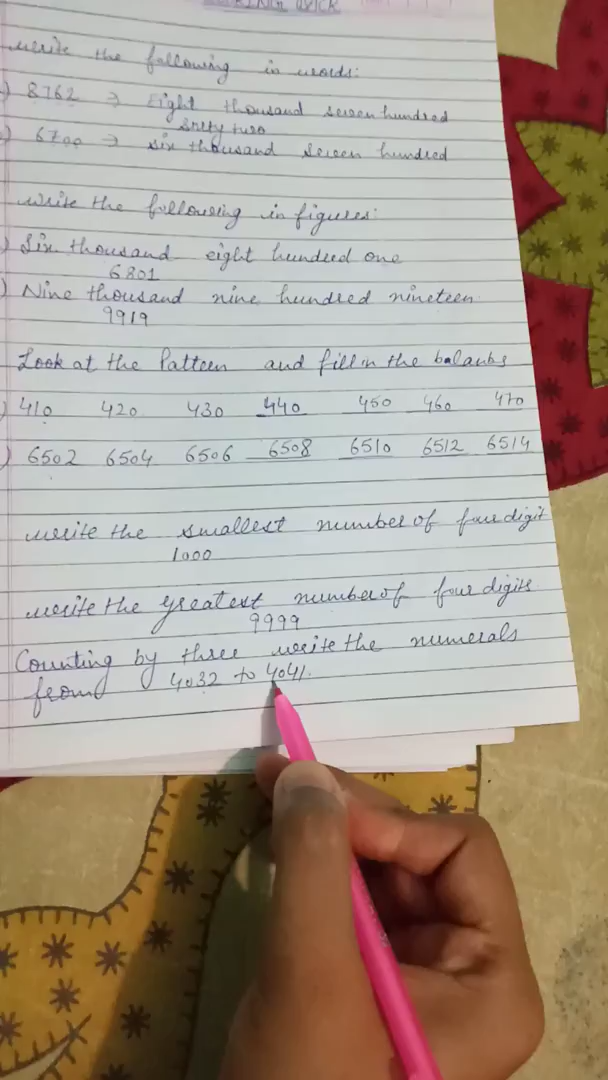 write the following in words:
) 8762 → Eight thousand seven hundred
sixty two
) 6700 → six thousand seven hundred
write the following in figures:
) Six thousand eight hundred one
6801
) Nine thousand nine hundred nineteen
9919
Look at the Patteen and fill in the balanks
) 410 420 430 440 450 460 470
) 6502 6504 6506 6508 6510 6512 6514
write the smallest number of four digit
1000
write the greatest number of four digits
9999
Counting by three write the numerals
from 4032 to 4041.